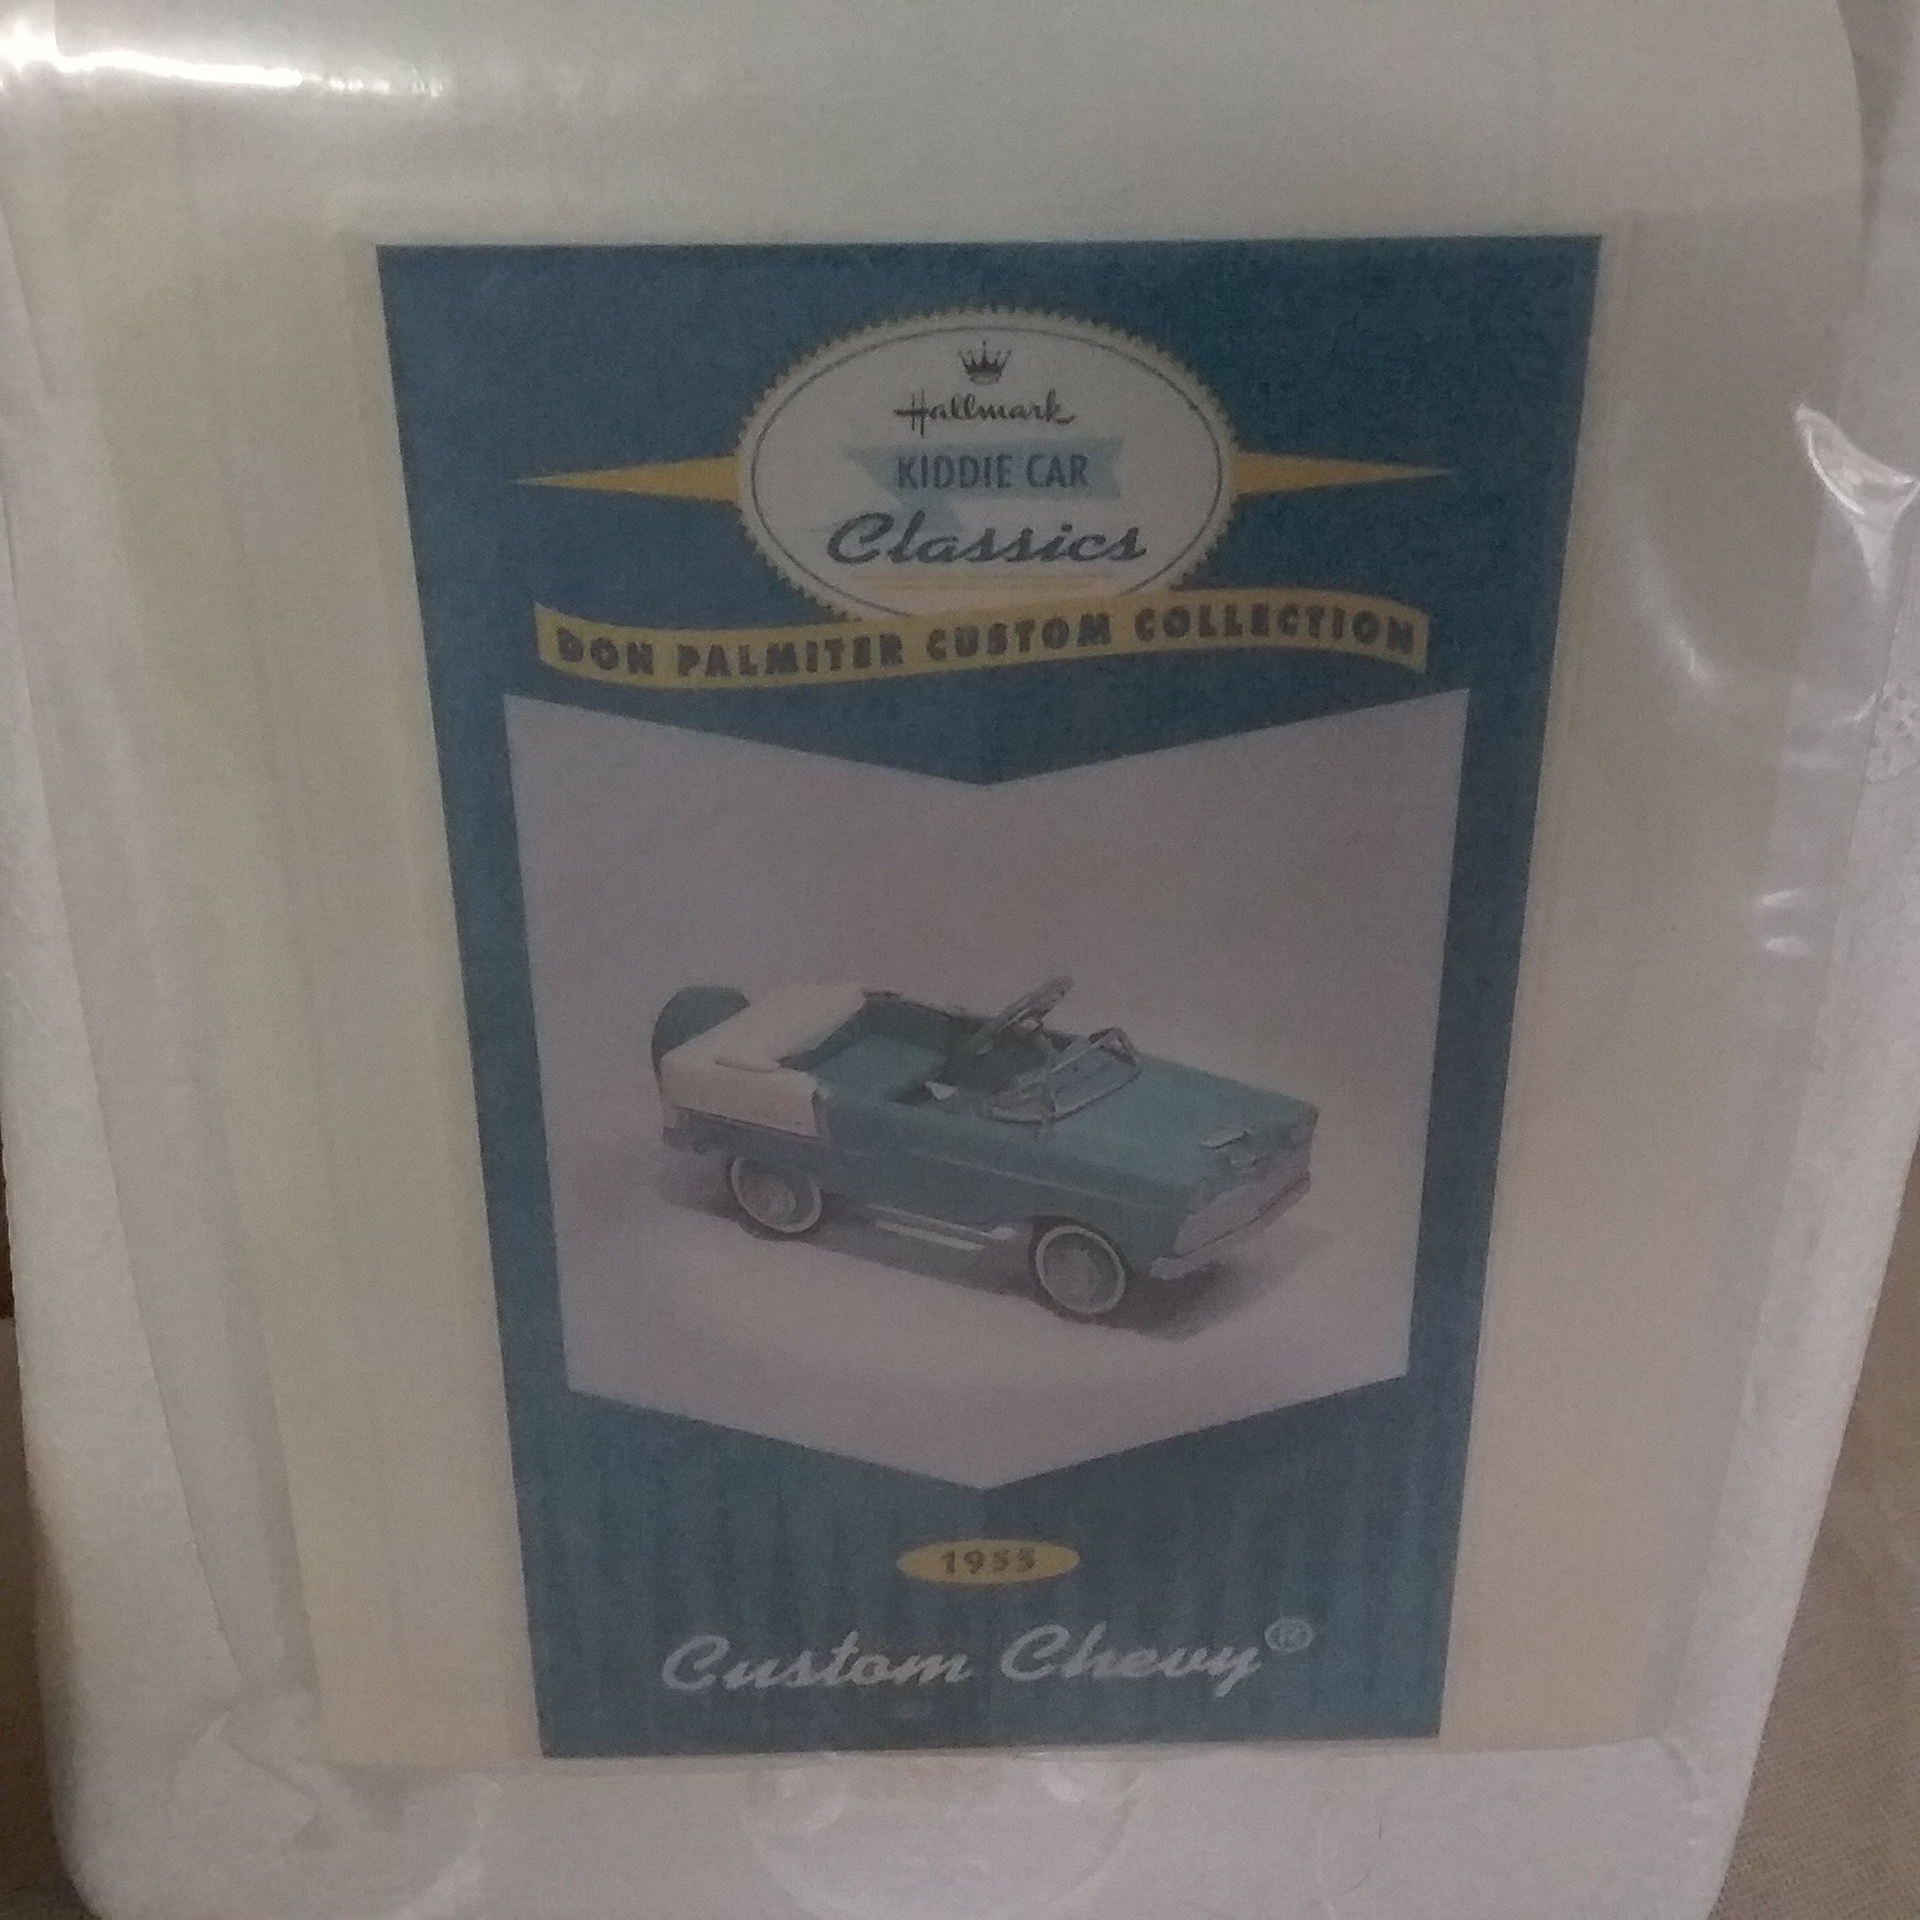 Hallmark
KIDDIE CAR
Classics
DON PALMITER CUSTOM COLLECTION
1955
Custom Chevy®